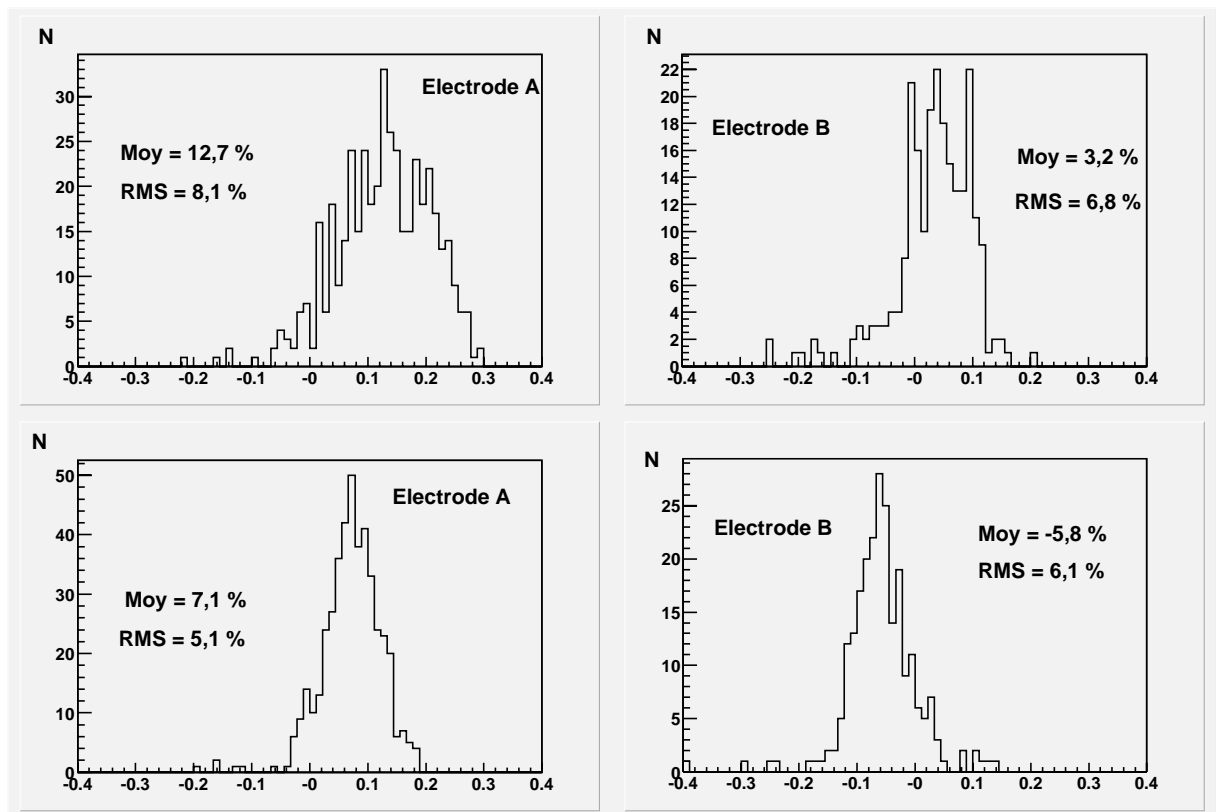 N
Electrode A
Moy = 12,7 %
RMS = 8,1 %
30
25
20
15
10
5
0
-0.4 -0.3 -0.2 -0.1 -0 0.1 0.2 0.3 0.4
N
Electrode B
Moy = 3,2 %
RMS = 6,8 %
22
20
18
16
14
12
10
8
6
4
2
0
-0.4 -0.3 -0.2 -0.1 -0 0.1 0.2 0.3 0.4
N
Electrode A
Moy = 7,1 %
RMS = 5,1 %
50
40
30
20
10
0
-0.4 -0.3 -0.2 -0.1 -0 0.1 0.2 0.3 0.4
N
Electrode B
Moy = -5,8 %
RMS = 6,1 %
25
20
15
10
5
0
-0.4 -0.3 -0.2 -0.1 -0 0.1 0.2 0.3 0.4